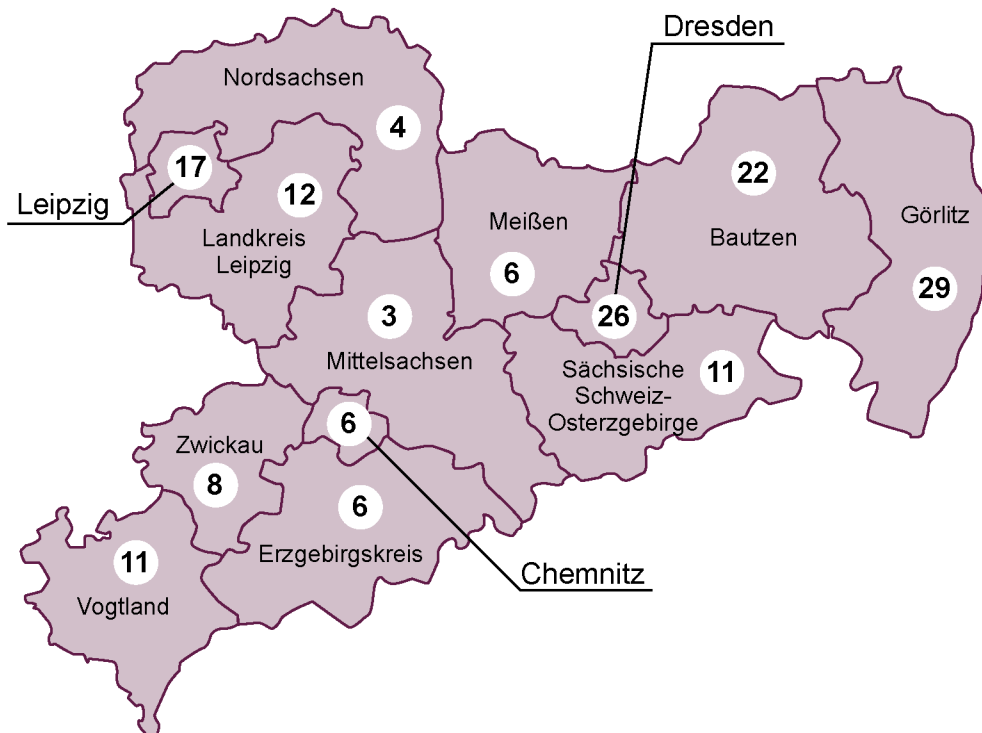 Dresden
Nordsachsen
4
17
12
22
Leipzig
Meißen
Görlitz
Landkreis
Leipzig
Bautzen
6
29
3
26
Mittelsachsen
Sächsische
Schweiz-
Osterzgebirge
11
6
Zwickau
8
6
Erzgebirgskreis
11
Chemnitz
Vogtland